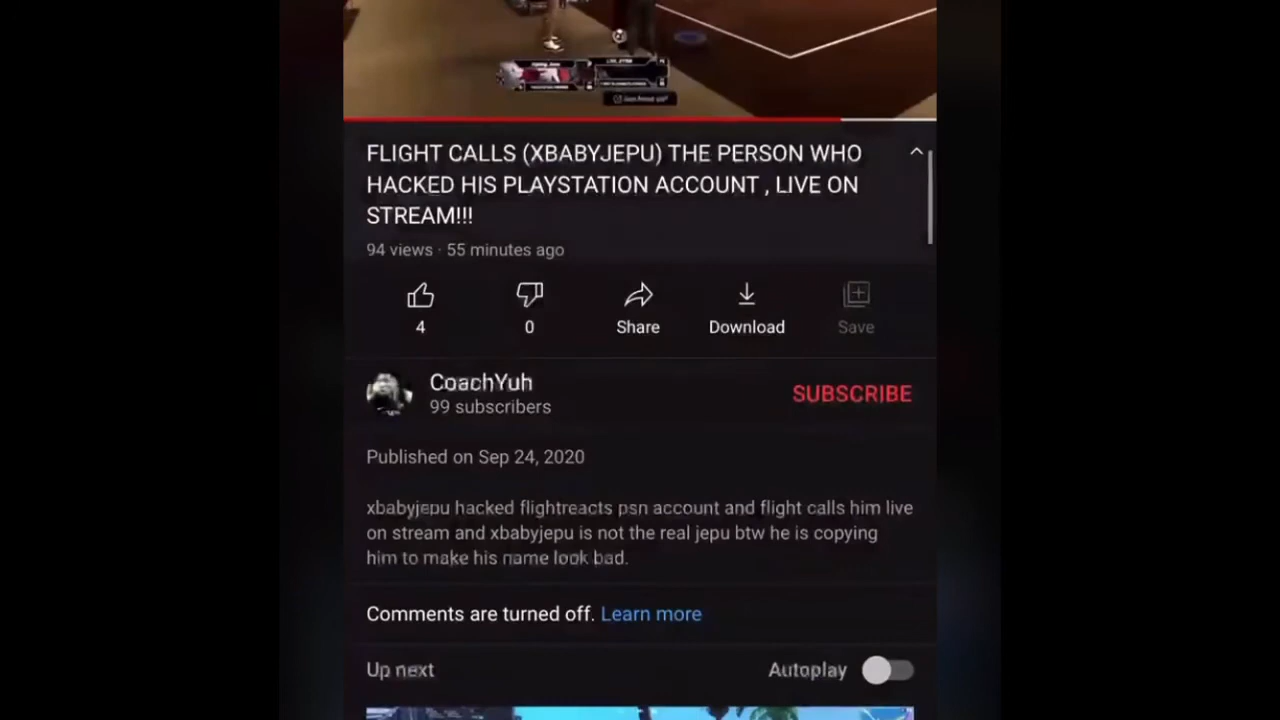 FLIGHT CALLS (XBABYJEPU) THE PERSON WHO
HACKED HIS PLAYSTATION ACCOUNT , LIVE ON
STREAM!!!
94 views · 55 minutes ago
4
0
Share
Download
Save
CoachYuh
99 subscribers
SUBSCRIBE
Published on Sep 24, 2020
xbabyjepu hacked flightreacts psn account and flight calls him live
on stream and xbabyjepu is not the real jepu btw he is copying
him to make his name look bad.
Comments are turned off. Learn more
Up next
Autoplay